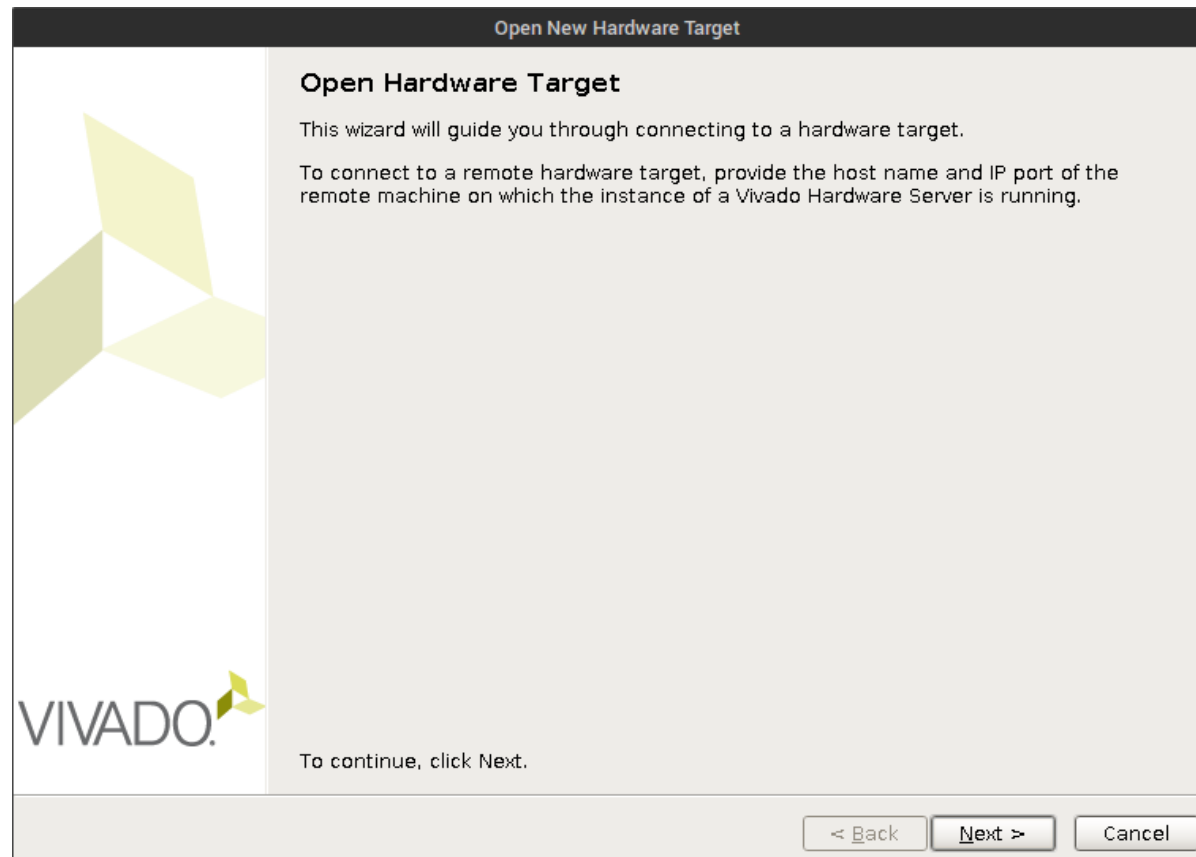 Open New Hardware Target
Open Hardware Target
This wizard will guide you through connecting to a hardware target.
To connect to a remote hardware target, provide the host name and IP port of the
remote machine on which the instance of a Vivado Hardware Server is running.
VIVADO.
To continue, click Next.
< Back
Next >
Cancel